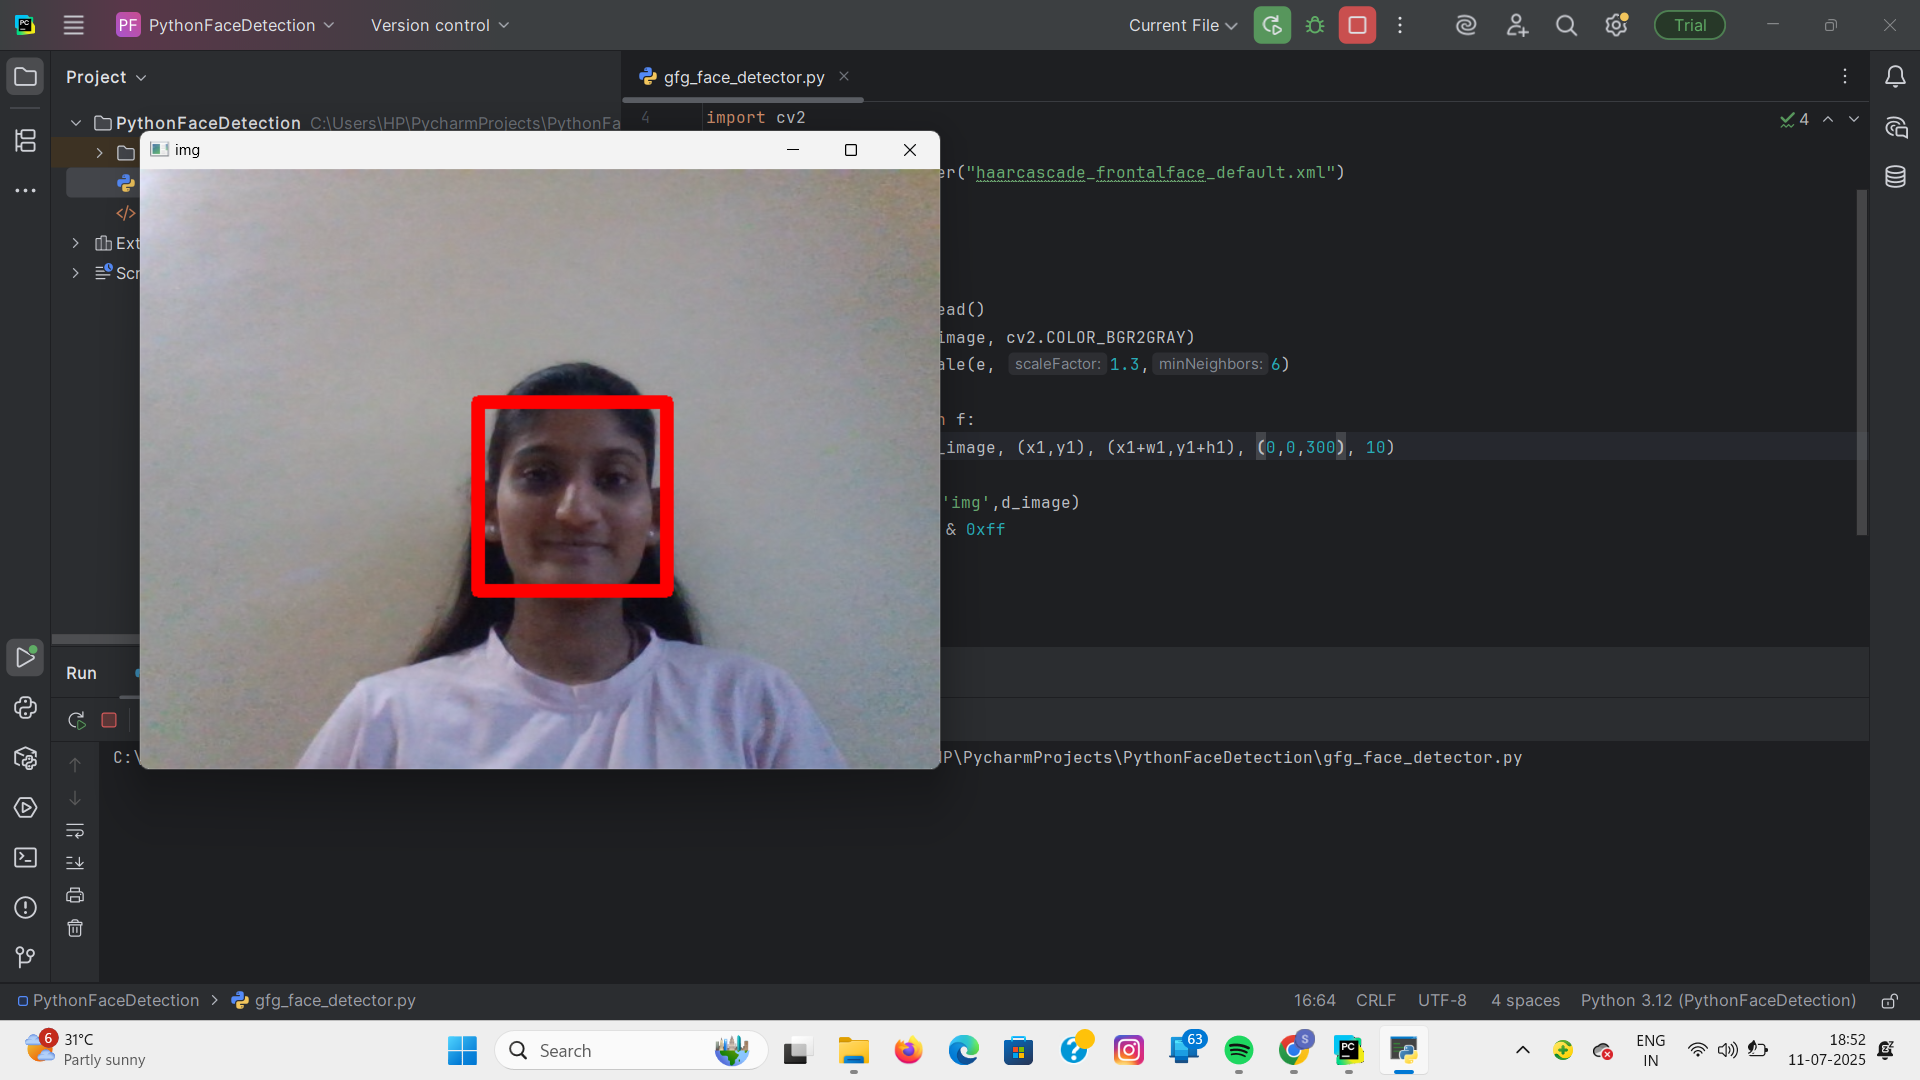 PC PF PythonFaceDetection Version control Current File Trial
Project
gfg_face_detector.py
PythonFaceDetection C:\Users\HP\PycharmProjects\PythonFa
4 import cv2
4
img
er("haarcascade_frontalface_default.xml")
Ext
Scr
ead()
image, cv2.COLOR_BGR2GRAY)
ale(e, scaleFactor: 1.3, minNeighbors: 6)
n f:
_image, (x1,y1), (x1+w1,y1+h1), (0,0,300), 10)
'img',d_image)
& 0xff
Run
C:\
P\PycharmProjects\PythonFaceDetection\gfg_face_detector.py
PythonFaceDetection > gfg_face_detector.py 16:64 CRLF UTF-8 4 spaces Python 3.12 (PythonFaceDetection)
6 31°C
Partly sunny
Search
63
S
PC
ENG
IN
18:52
11-07-2025